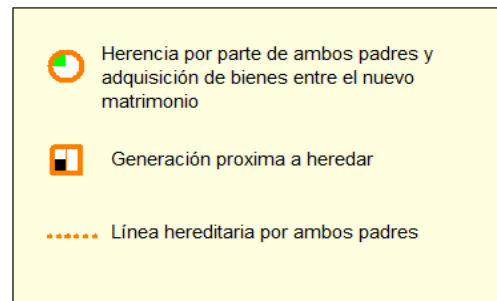 Herencia por parte de ambos padres y
adquisición de bienes entre el nuevo
matrimonio
Generación proxima a heredar
Línea hereditaria por ambos padres